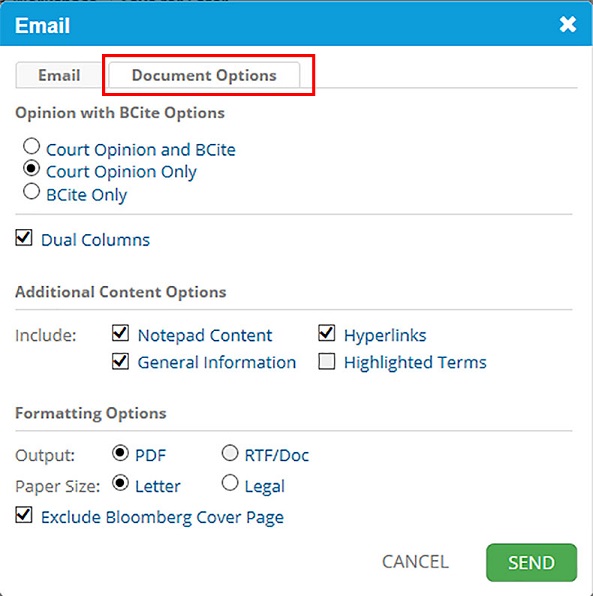 Email
Email Document Options
Opinion with BCite Options
Court Opinion and BCite
Court Opinion Only
BCite Only
Dual Columns
Additional Content Options
Include: Notepad Content Hyperlinks
General Information Highlighted Terms
Formatting Options
Output: PDF RTF/Doc
Paper Size: Letter Legal
Exclude Bloomberg Cover Page
CANCEL SEND